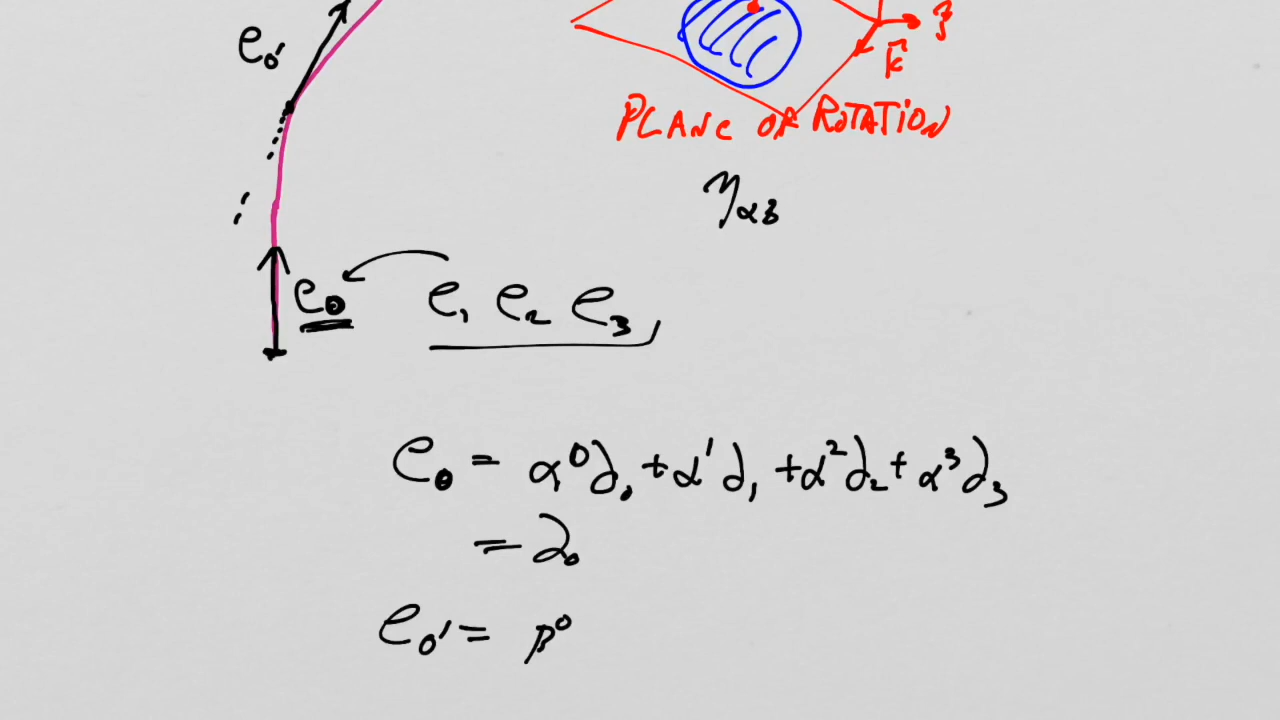 e₀′
ĵ
k̂
PLANE OF ROTATION
η_αβ
e₀ e₁ e₂ e₃
e₀ = α⁰∂₀ + α¹∂₁ + α²∂₂ + α³∂₃
= ∂₀
e₀′ = β⁰